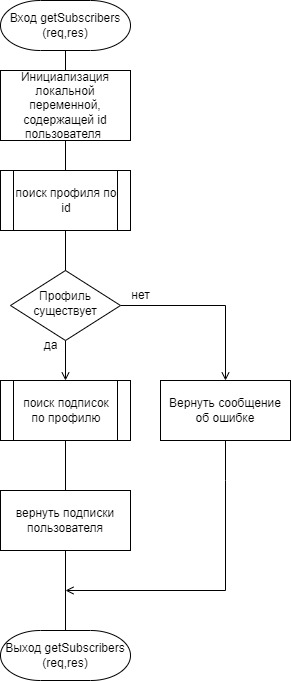 Вход getSubscribers
(req,res)
Инициализация
локальной
переменной,
содержащей id
пользователя
поиск профиля по
id
Профиль
существует
нет
да
поиск подписок
по профилю
Вернуть сообщение
об ошибке
вернуть подписки
пользователя
Выход getSubscribers
(req,res)